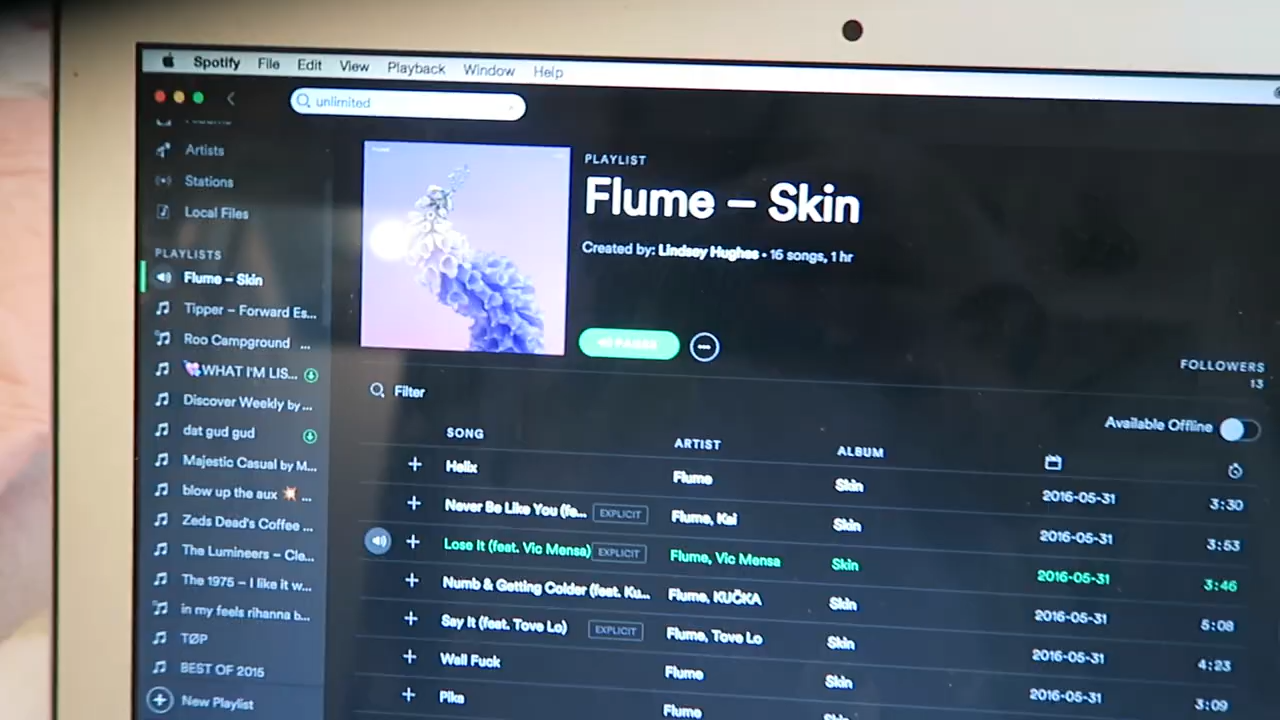 Spotify File Edit View Playback Window Help
unlimited
Artists
Stations
Local Files
PLAYLISTS
Flume – Skin
Tipper – Forward Es...
Roo Campground ...
💘WHAT I'M LIS...
Discover Weekly by ...
dat gud gud
Majestic Casual by M...
blow up the aux 💥 ...
Zeds Dead's Coffee ...
The Lumineers – Cle...
The 1975 – I like it w...
in my feels rihanna b...
TØP
BEST OF 2015
New Playlist
PLAYLIST
Flume – Skin
Created by: Lindsey Hughes • 16 songs, 1 hr
PAUSE
FOLLOWERS
13
Filter
Available Offline
SONG ARTIST ALBUM
Helix Flume Skin 2016-05-31 3:30
Never Be Like You (fe... EXPLICIT Flume, Kai Skin 2016-05-31 3:53
Lose It (feat. Vic Mensa) EXPLICIT Flume, Vic Mensa Skin 2016-05-31 3:46
Numb & Getting Colder (feat. Ku... Flume, KUČKA Skin 2016-05-31 5:08
Say It (feat. Tove Lo) EXPLICIT Flume, Tove Lo Skin 2016-05-31 4:23
Wall Fuck Flume Skin 2016-05-31 3:09
Pika Flume Skin